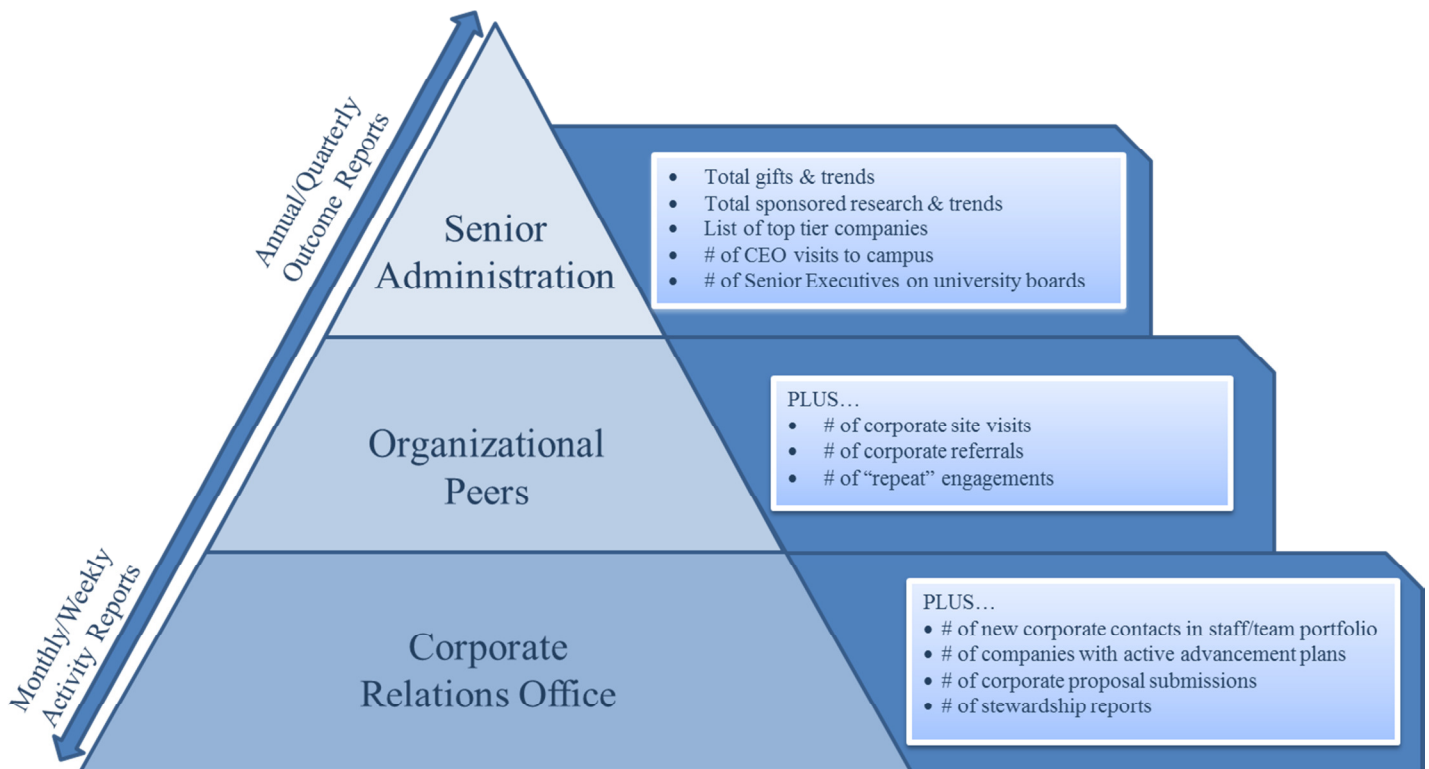 Annual/Quarterly
Outcome Reports
Senior
Administration
• Total gifts & trends
• Total sponsored research & trends
• List of top tier companies
• # of CEO visits to campus
• # of Senior Executives on university boards
Organizational
Peers
PLUS…
• # of corporate site visits
• # of corporate referrals
• # of “repeat” engagements
Monthly/Weekly
Activity Reports
Corporate
Relations Office
PLUS…
• # of new corporate contacts in staff/team portfolio
• # of companies with active advancement plans
• # of corporate proposal submissions
• # of stewardship reports